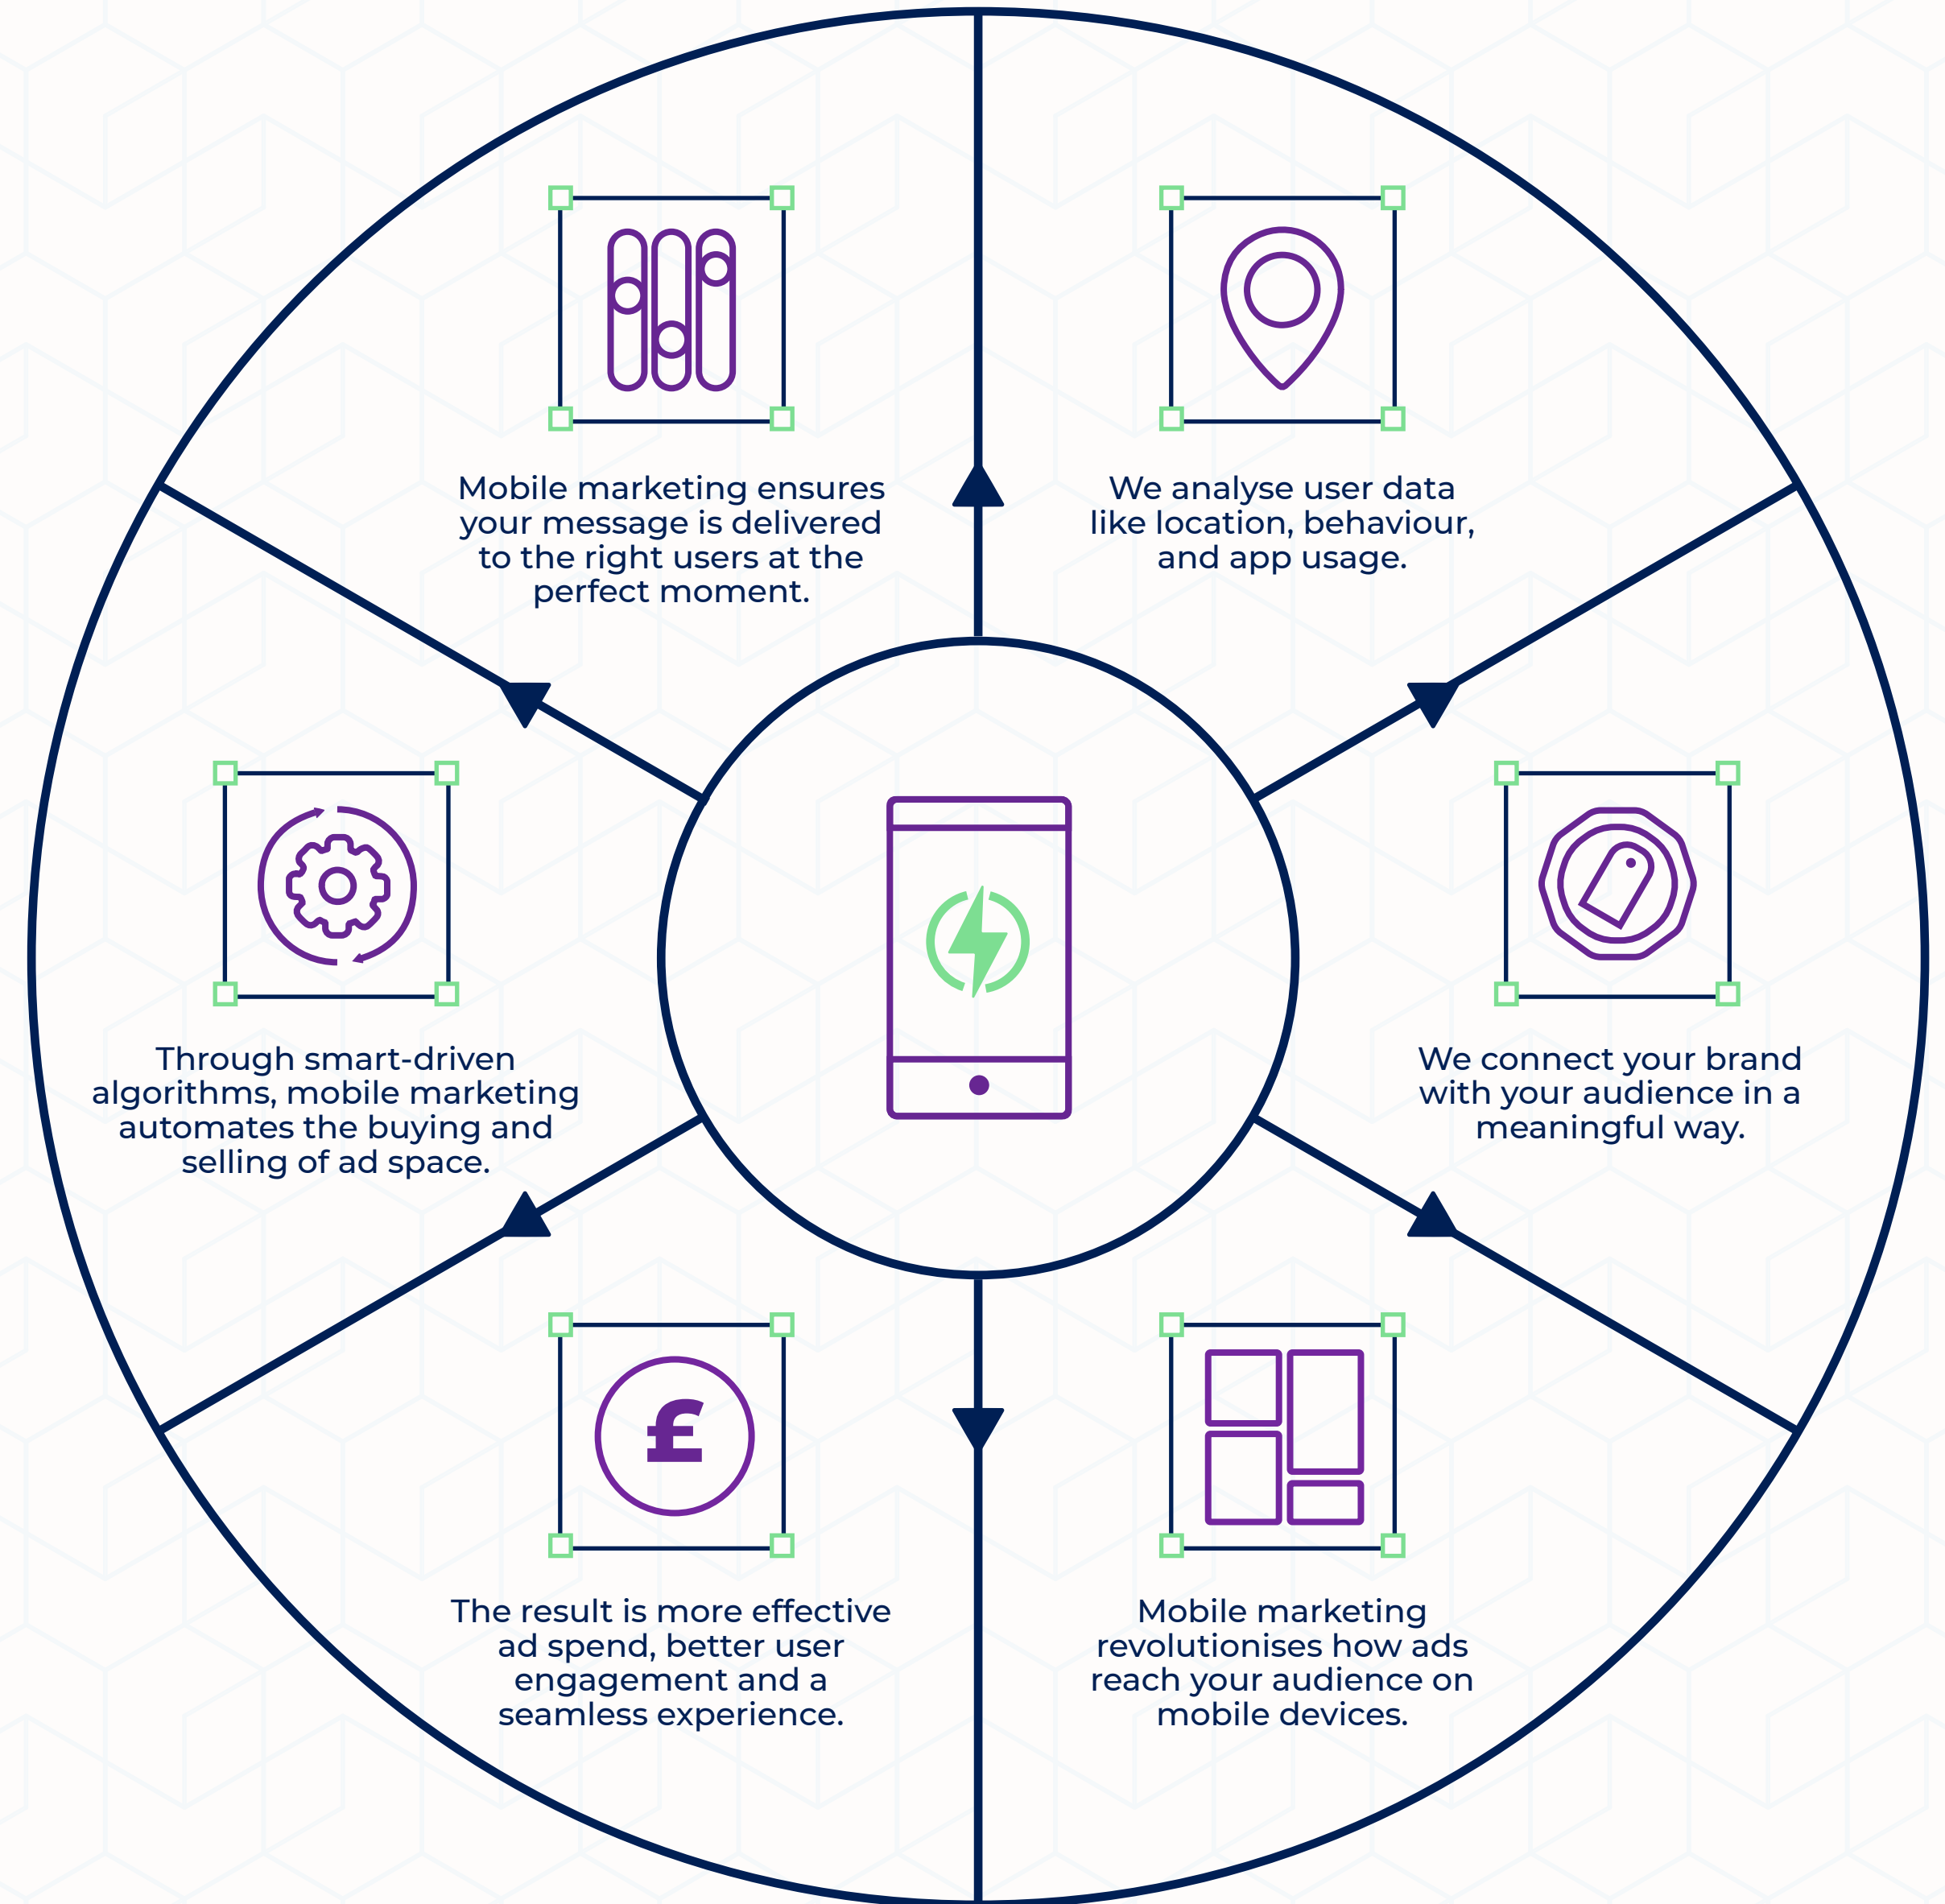 Mobile marketing ensures
your message is delivered
to the right users at the
perfect moment.
We analyse user data
like location, behaviour,
and app usage.
Through smart-driven
algorithms, mobile marketing
automates the buying and
selling of ad space.
We connect your brand
with your audience in a
meaningful way.
£
The result is more effective
ad spend, better user
engagement and a
seamless experience.
Mobile marketing
revolutionises how ads
reach your audience on
mobile devices.